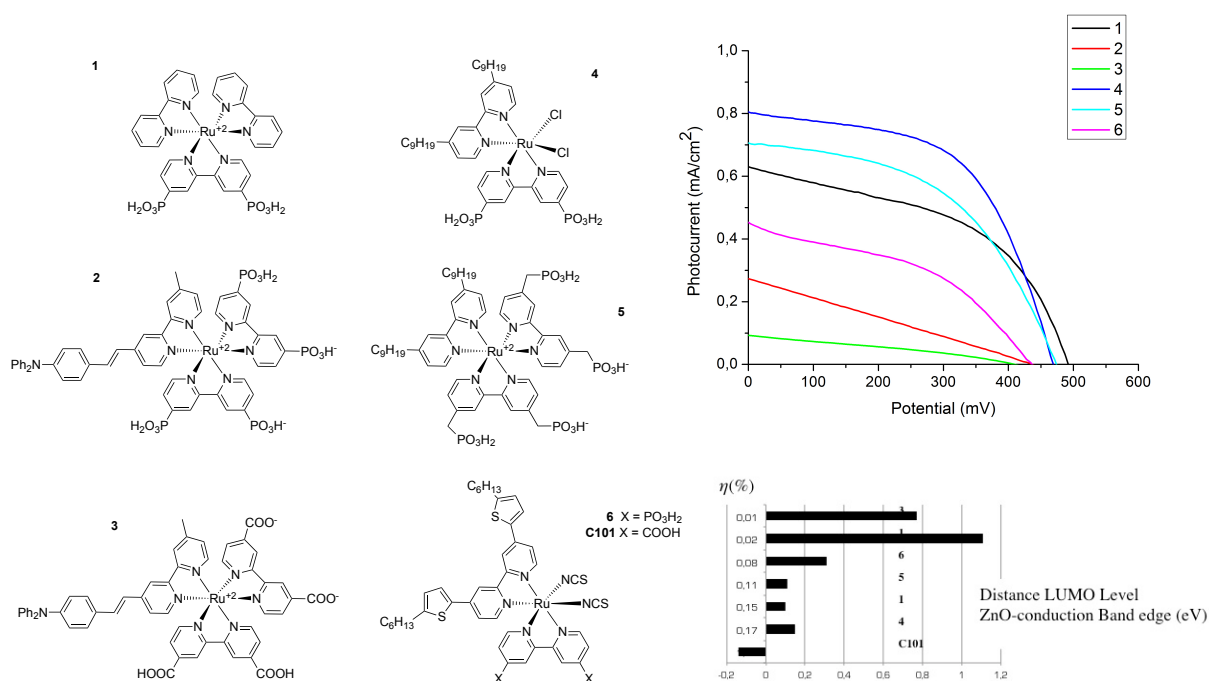 1
N
N
N
N
Ru+2
N
N
H2O3P
PO3H2
4
C9H19
N
Cl
C9H19
N
Ru
Cl
N
N
H2O3P
PO3H2
2
PO3H2
N
N
Ph2N
N
Ru+2
N
PO3H-
N
N
H2O3P
PO3H-
5
C9H19
PO3H2
N
N
C9H19
N
Ru+2
N
PO3H-
N
N
PO3H2
PO3H-
3
COO-
N
N
Ph2N
N
Ru+2
N
COO-
N
N
HOOC
COOH
C6H13
S
6 X = PO3H2
C101 X = COOH
N
NCS
S
N
Ru
NCS
C6H13
N
N
X
X
1
2
3
4
5
6
1,0
0,8
0,6
0,4
0,2
0,0
Photocurrent (mA/cm2)
0
100
200
300
400
500
600
Potential (mV)
η(%)
0,01
3
0,02
1
0,08
6
0,11
5
0,15
1
0,17
4
C101
-0,2
0
0,2
0,4
0,6
0,8
1
1,2
Distance LUMO Level
ZnO-conduction Band edge (eV)